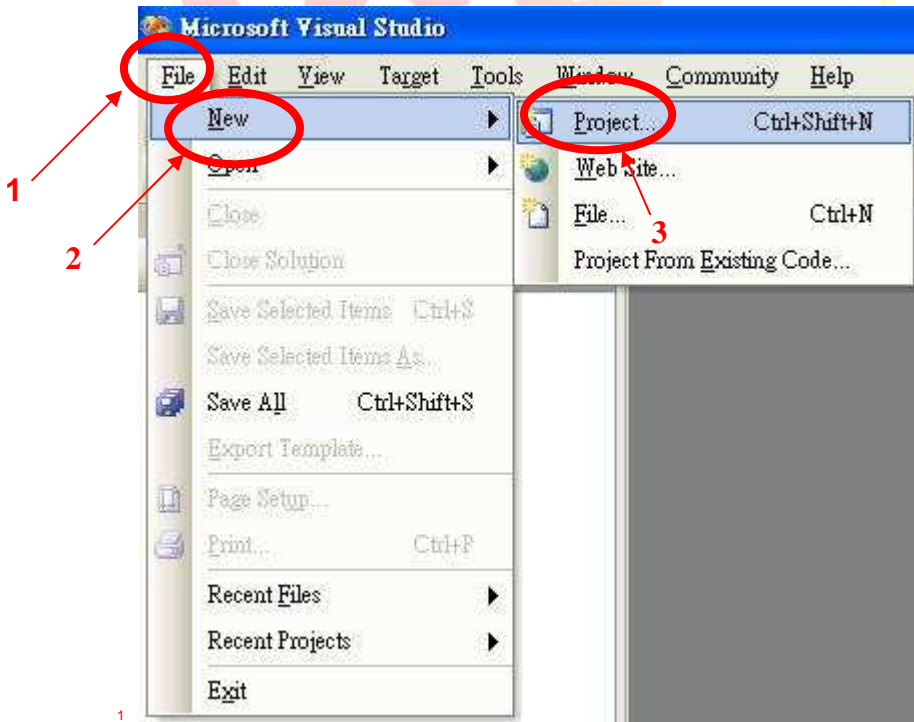 Microsoft Visual Studio
File Edit View Target Tools Window Community Help
1
New
2
Open
Close
Close Solution
Save Selected Items Ctrl+S
Save Selected Items As...
Save All Ctrl+Shift+S
Export Template...
Page Setup...
Print... Ctrl+P
Recent Files
Recent Projects
Exit
Project... Ctrl+Shift+N
Web Site...
File... Ctrl+N
3
Project From Existing Code...
1